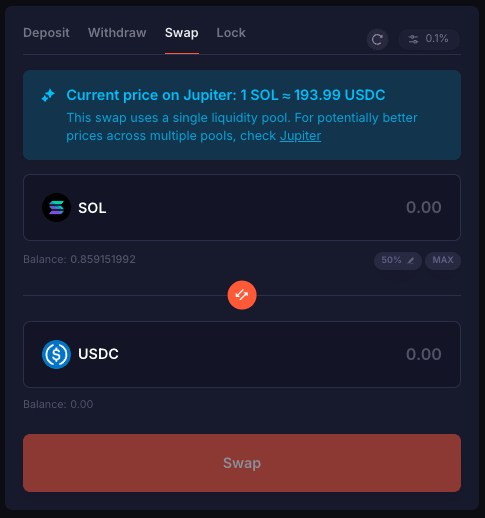 Deposit Withdraw Swap Lock 0.1%
Current price on Jupiter: 1 SOL ≈ 193.99 USDC
This swap uses a single liquidity pool. For potentially better
prices across multiple pools, check Jupiter
SOL 0.00
Balance: 0.859151992 50% MAX
USDC 0.00
Balance: 0.00
Swap